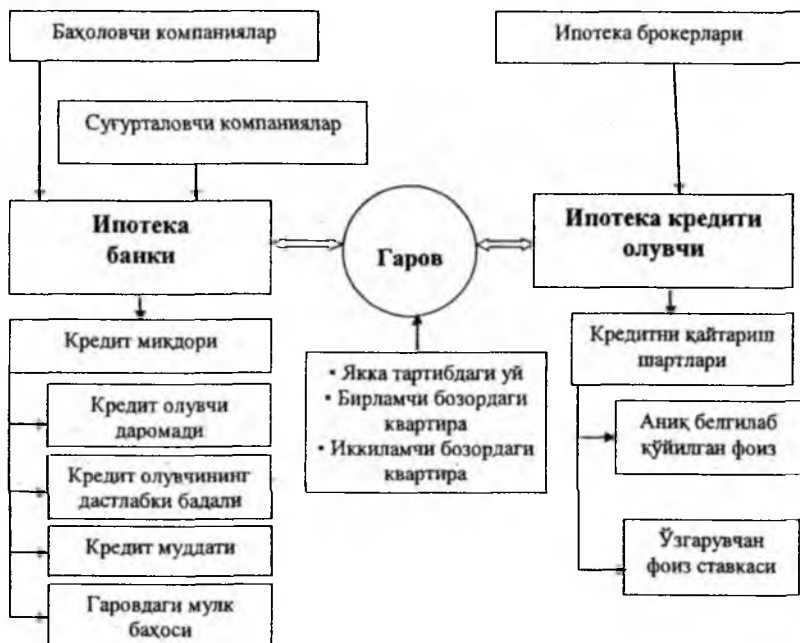 Баҳоловчи компаниялар
Ипотека брокерлари
Суғурталовчи компаниялар
Ипотека
банки
Гаров
Ипотека кредити
олувчи
Кредит миқдори
Кредит олувчи
даромади
Кредит олувчининг
дастлабки бадали
Кредит муддати
Гаровдаги мулк
баҳоси
• Якка тартибдаги уй
• Бирламчи бозордаги
квартира
• Иккиламчи бозордаги
квартира
Кредитни қайтариш
шартлари
Аниқ белгилаб
қўйилган фоиз
Ўзгарувчан
фоиз ставкаси